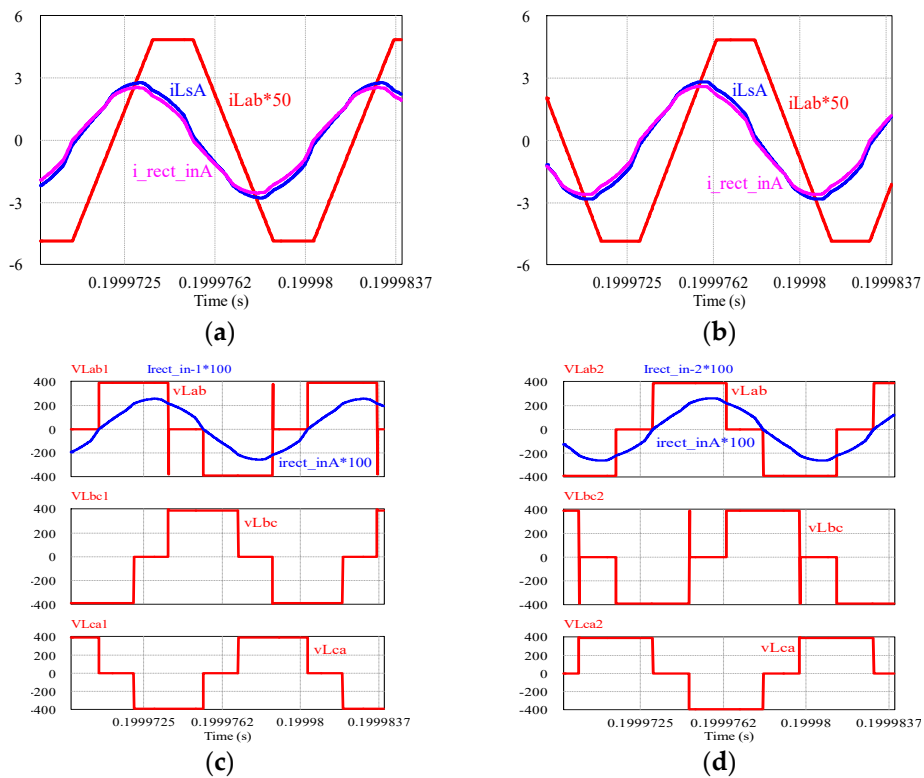 6
3
0
-3
-6
iLsA
iLab*50
i_rect_inA
0.1999725 0.1999762 0.19998 0.1999837
Time (s)
(a)
6
3
0
-3
-6
iLsA
iLab*50
i_rect_inA
0.1999725 0.1999762 0.19998 0.1999837
Time (s)
(b)
VLab1 Irect_in-1*100
400
200
0
-200
-400
vLab
irect_inA*100
VLbc1
400
200
0
-200
-400
vLbc
VLca1
400
200
0
-200
-400
vLca
0.1999725 0.1999762 0.19998 0.1999837
Time (s)
(c)
VLab2 Irect_in-2*100
400
200
0
-200
-400
vLab
irect_inA*100
VLbc2
400
200
0
-200
-400
vLbc
VLca2
400
200
0
-200
-400
vLca
0.1999725 0.1999762 0.19998 0.1999837
Time (s)
(d)